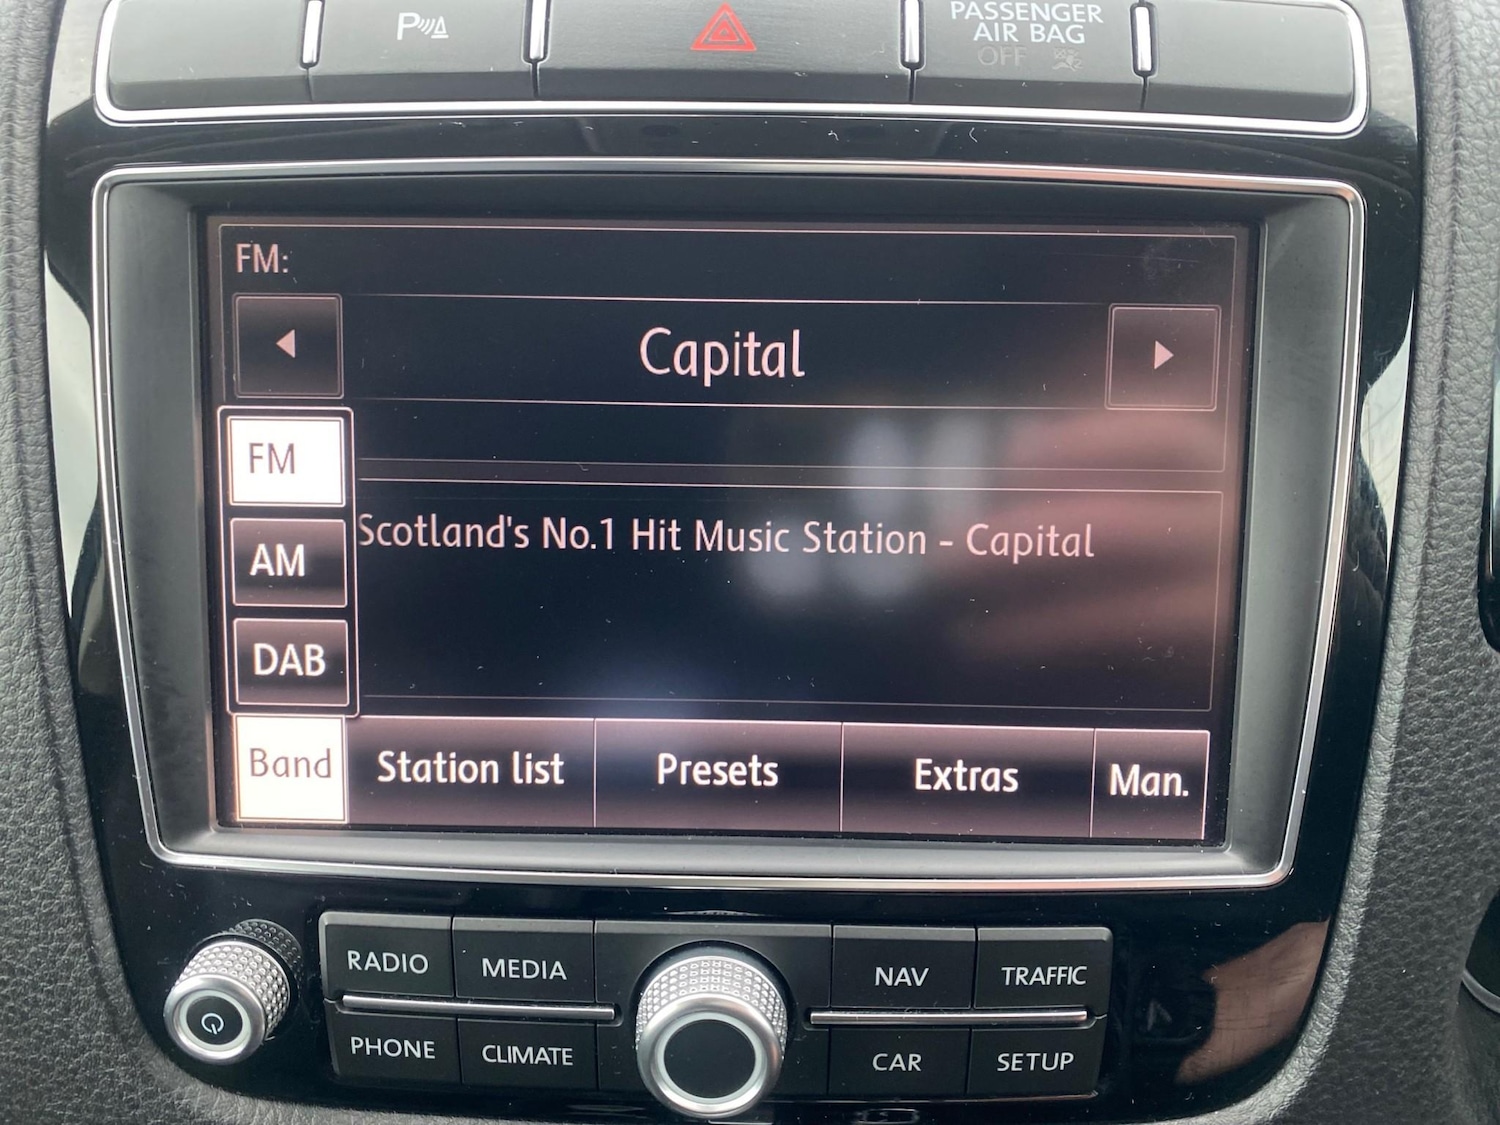 P
PASSENGER
AIR BAG
OFF
FM:
Capital
FM
Scotland's No.1 Hit Music Station - Capital
AM
DAB
Band
Station list
Presets
Extras
Man.
RADIO
MEDIA
NAV
TRAFFIC
PHONE
CLIMATE
CAR
SETUP